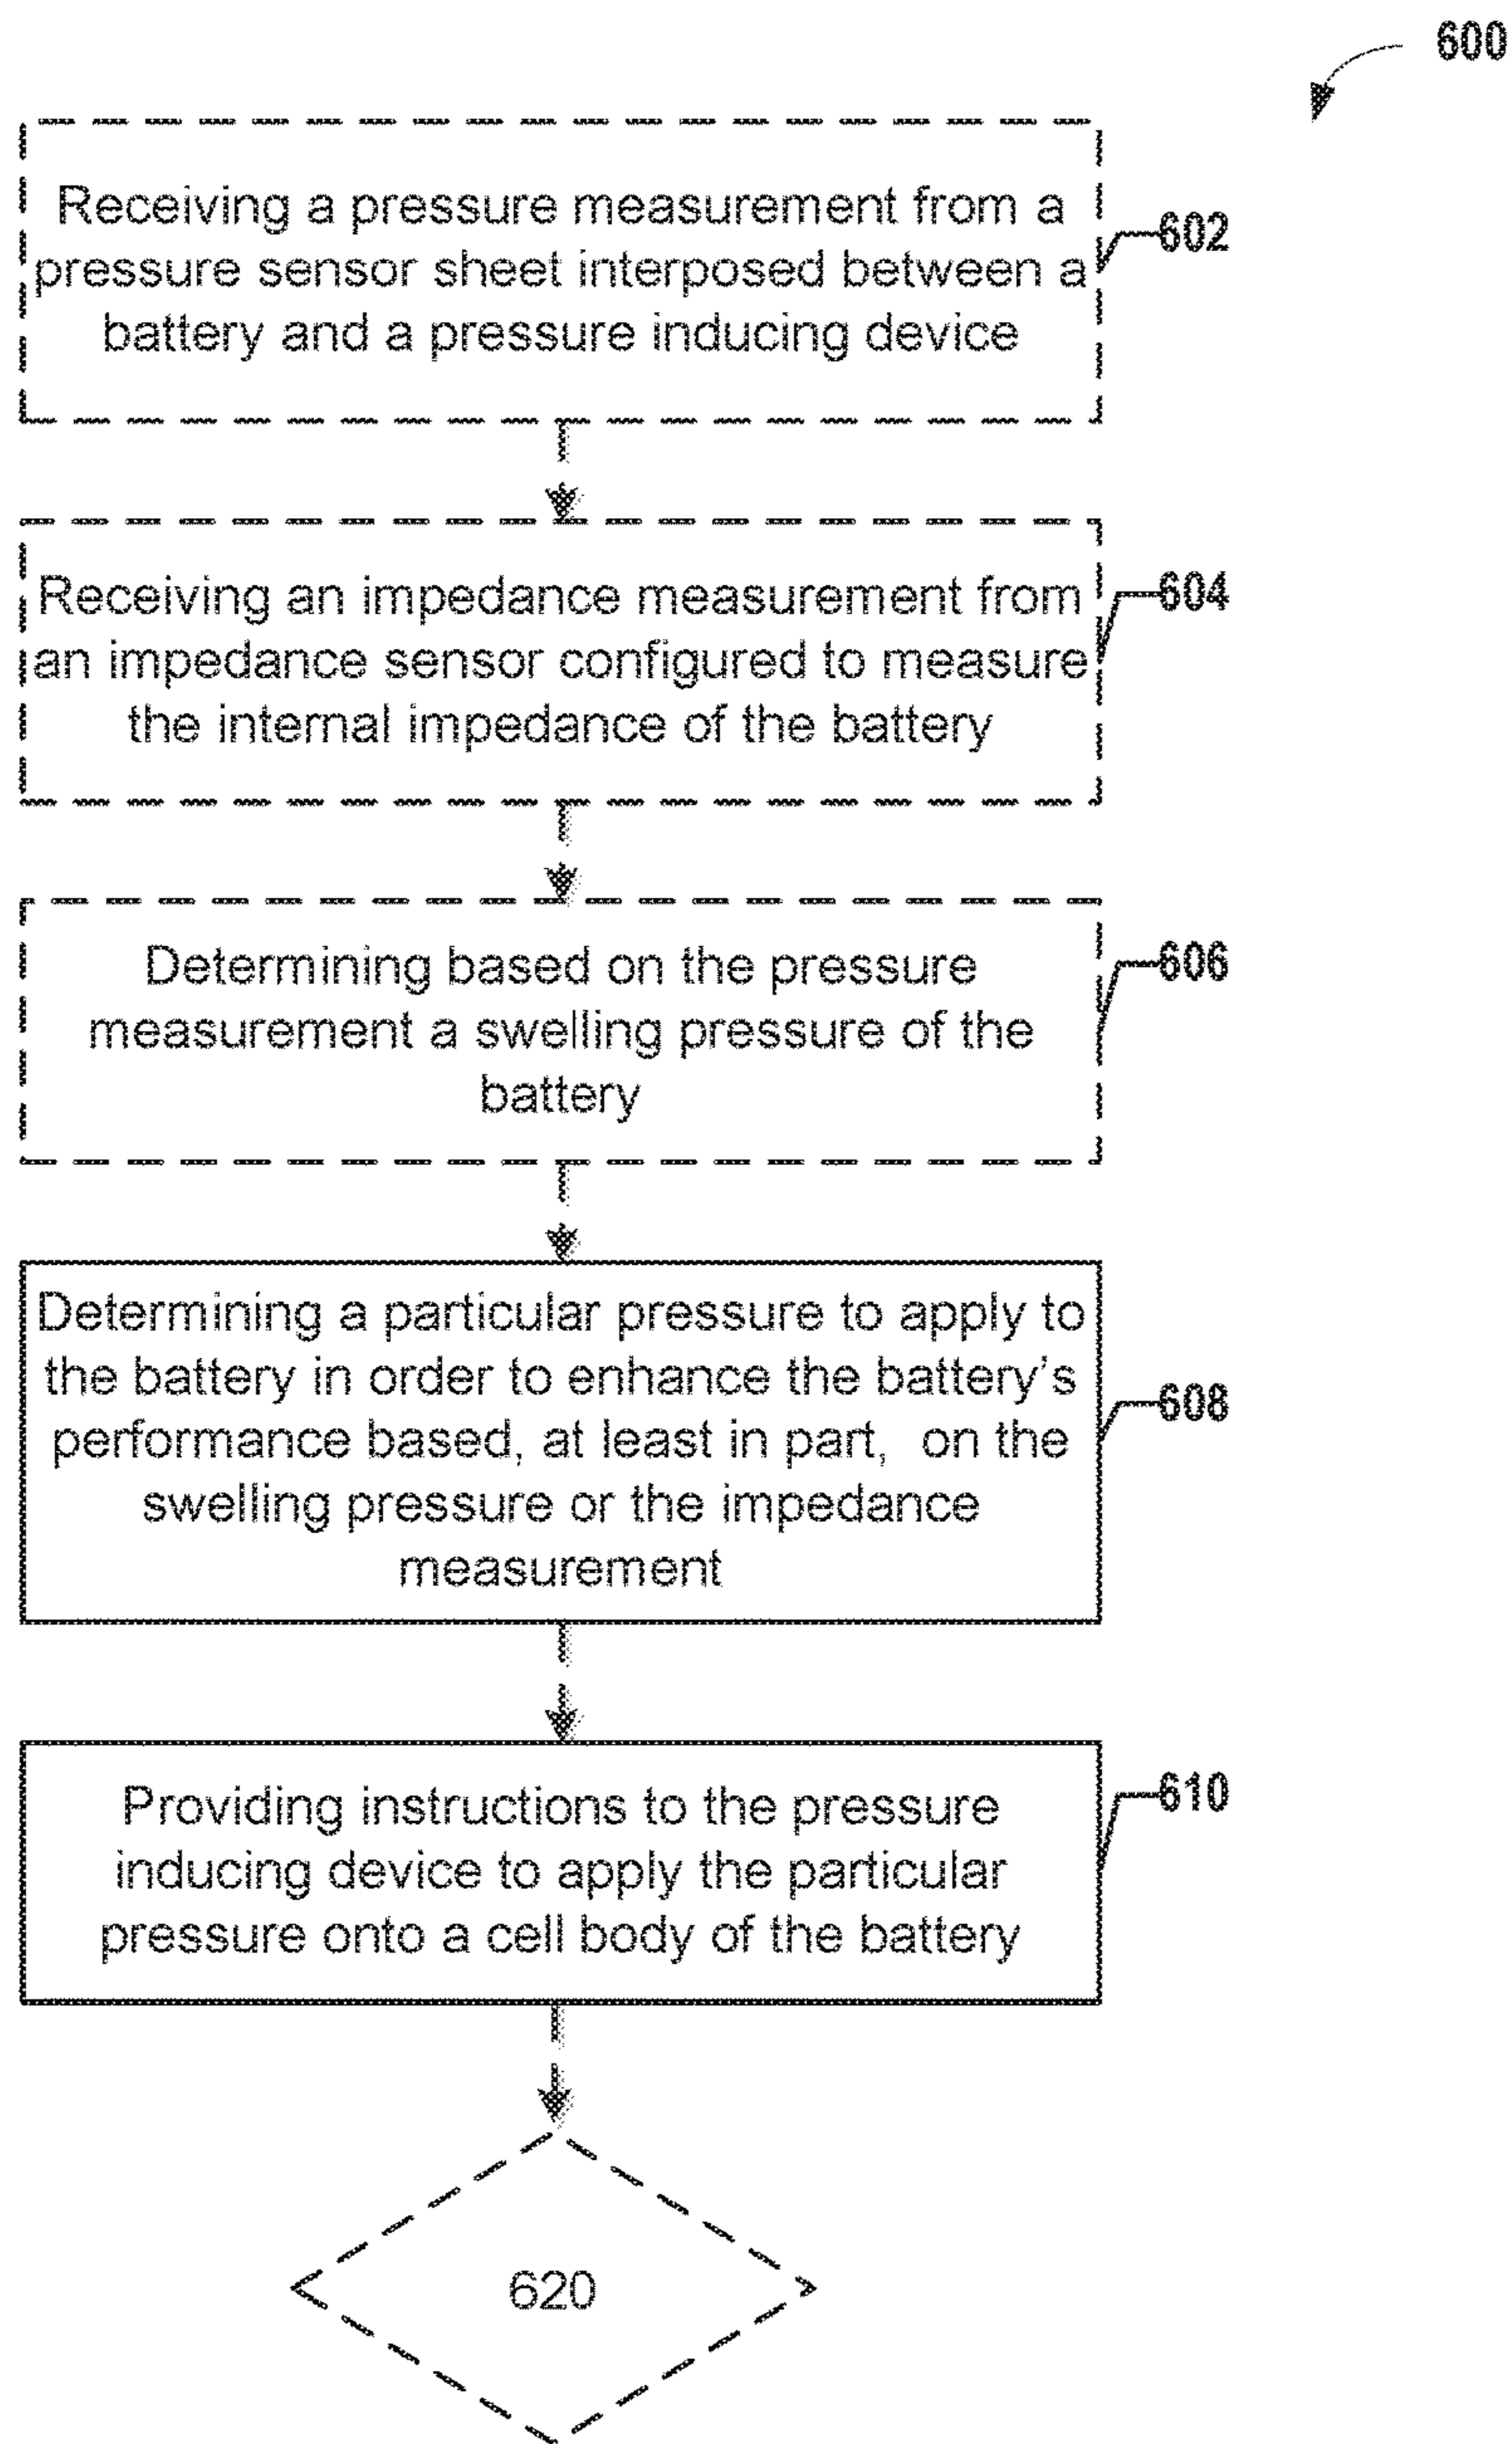 600
Receiving a pressure measurement from a
pressure sensor sheet interposed between a
battery and a pressure inducing device
602
Receiving an impedance measurement from
an impedance sensor configured to measure
the internal impedance of the battery
604
Determining based on the pressure
measurement a swelling pressure of the
battery
606
Determining a particular pressure to apply to
the battery in order to enhance the battery's
performance based, at least in part, on the
swelling pressure or the impedance
measurement
608
Providing instructions to the pressure
inducing device to apply the particular
pressure onto a cell body of the battery
610
620